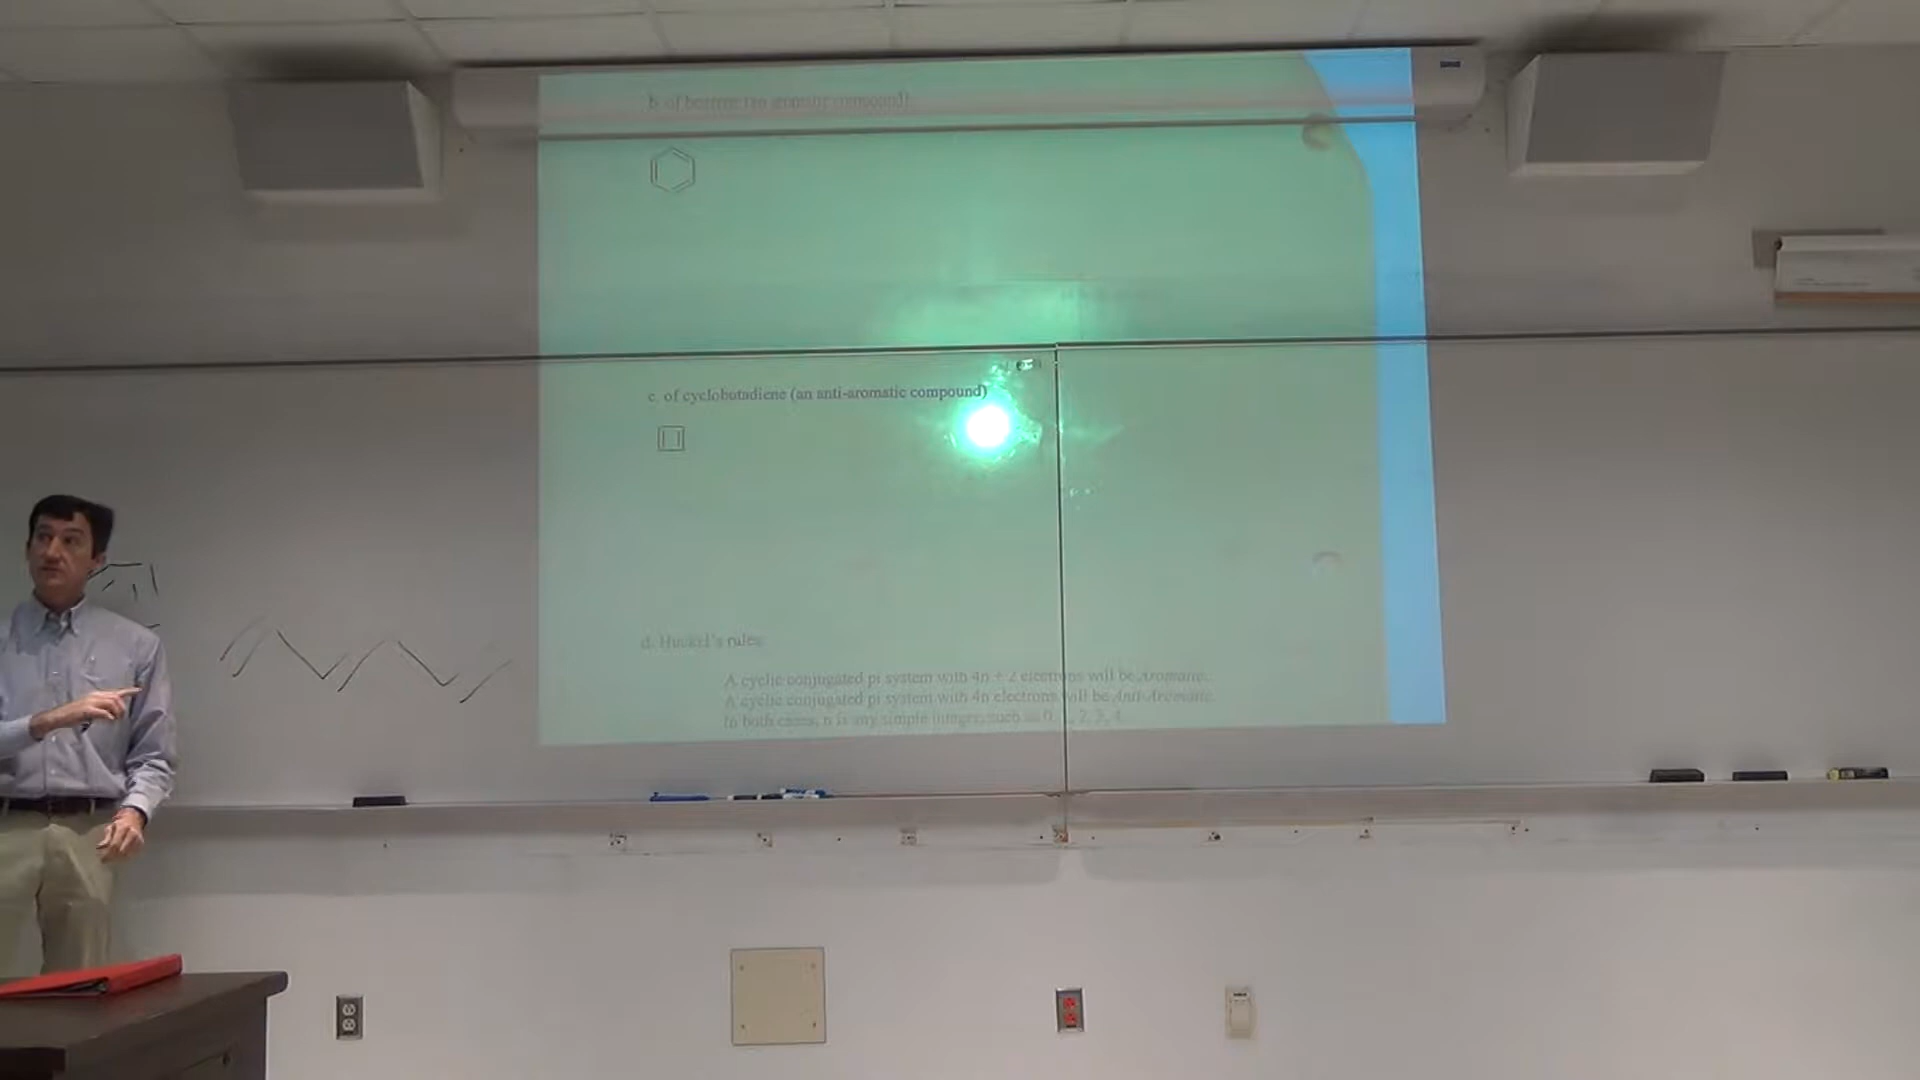 b. of benzene (an aromatic compound)
c. of cyclobutadiene (an anti-aromatic compound)
d. Huckel's rules
A cyclic conjugated pi system with 4n + 2 electrons will be Aromatic.
A cyclic conjugated pi system with 4n electrons will be Anti-Aromatic.
In both cases, n is any simple integer, such as 0, 2, 3, 4.